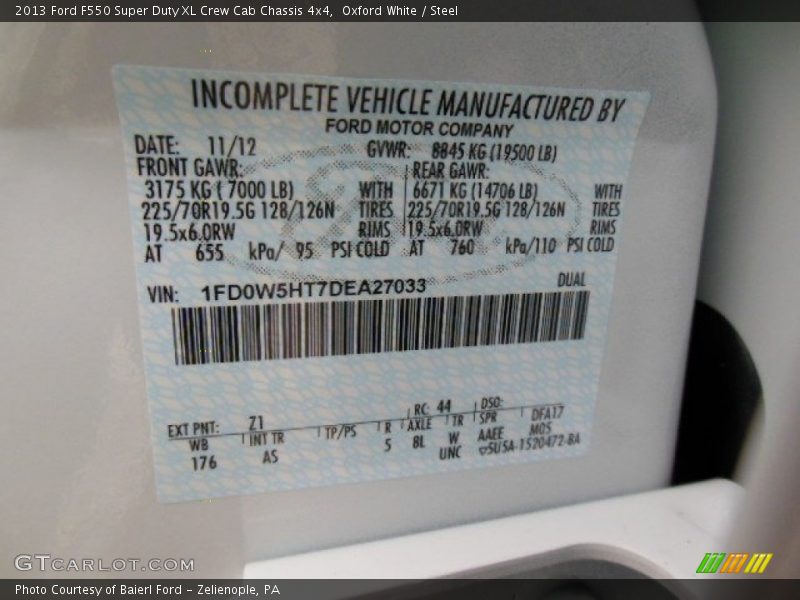 2013 Ford F550 Super Duty XL Crew Cab Chassis 4x4, Oxford White / Steel
INCOMPLETE VEHICLE MANUFACTURED BY
FORD MOTOR COMPANY
DATE: 11/12 GVWR: 8845 KG (19500 LB)
FRONT GAWR: REAR GAWR:
3175 KG ( 7000 LB) WITH 6671 KG (14706 LB) WITH
225/70R19.5G 128/126N TIRES 225/70R19.5G 128/126N TIRES
19.5x6.0RW RIMS 19.5x6.0RW RIMS
AT 655 kPa/ 95 PSI COLD AT 760 kPa/110 PSI COLD
VIN: 1FD0W5HT7DEA27033 DUAL
EXT PNT: Z1 RC: 44 DSO:
WB INT TR TP/PS R AXLE TR SPR DFA17
176 AS 5 8L W AAEE M05
UNC 5U5A-1520472-BA
GTCARLOT.COM
Photo Courtesy of Baierl Ford - Zelienople, PA